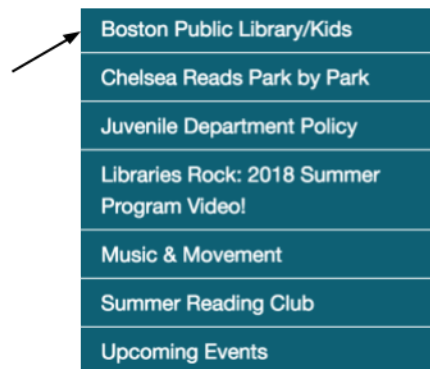 Boston Public Library/Kids
Chelsea Reads Park by Park
Juvenile Department Policy
Libraries Rock: 2018 Summer
Program Video!
Music & Movement
Summer Reading Club
Upcoming Events